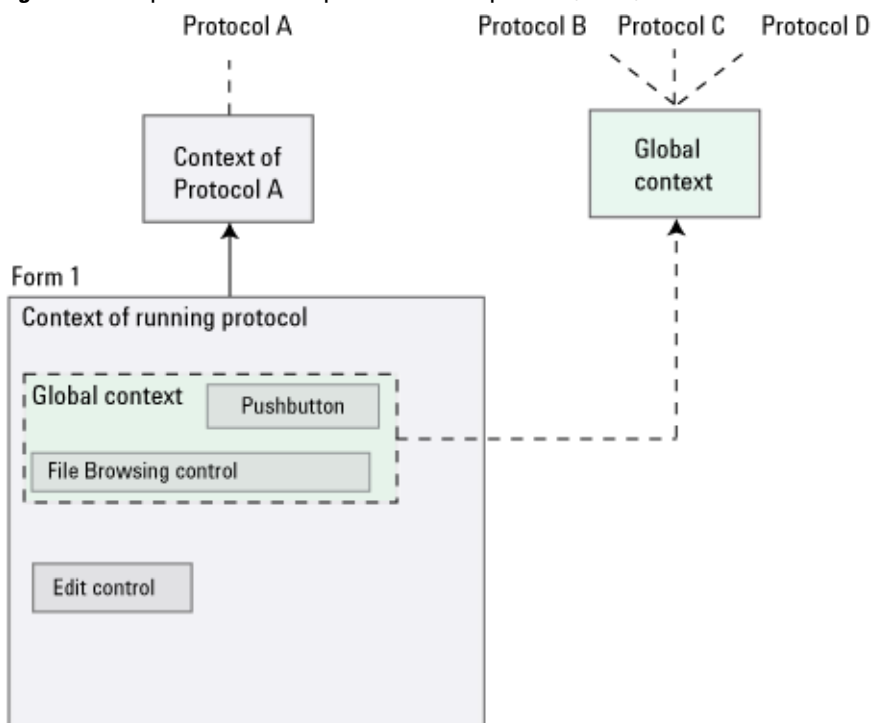 Protocol A
Protocol B
Protocol C
Protocol D
Context of
Protocol A
Global
context
Form 1
Context of running protocol
Global context
Pushbutton
File Browsing control
Edit control